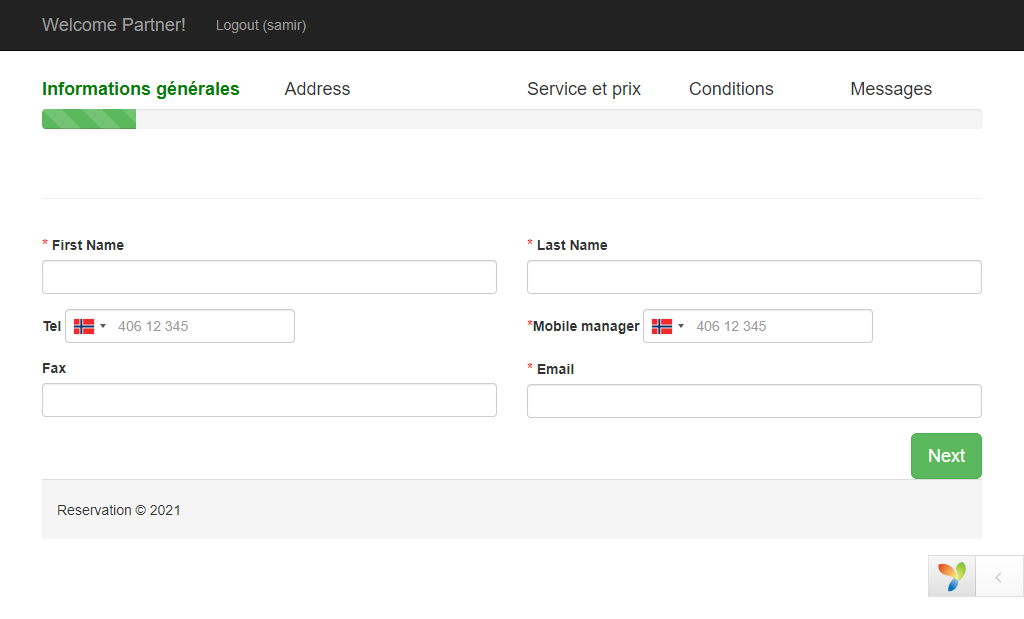 Welcome Partner! Logout (samir)
Informations générales Address Service et prix Conditions Messages
* First Name * Last Name
Tel 406 12 345 *Mobile manager 406 12 345
Fax * Email
Next
Reservation © 2021